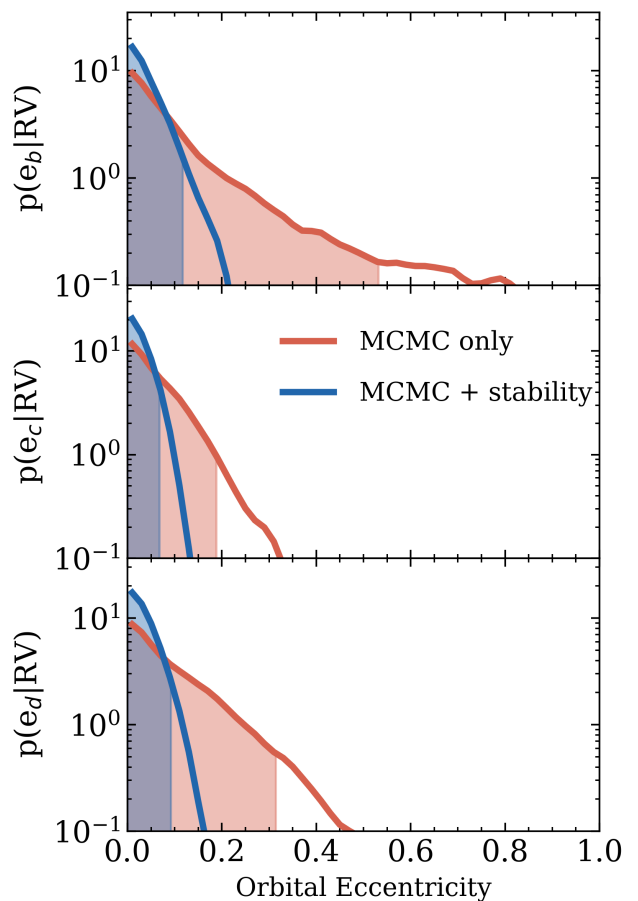 10¹
10⁰
10⁻¹
p(e_b|RV)
MCMC only
MCMC + stability
10¹
10⁰
10⁻¹
p(e_c|RV)
10¹
10⁰
10⁻¹
p(e_d|RV)
0.0 0.2 0.4 0.6 0.8 1.0
Orbital Eccentricity